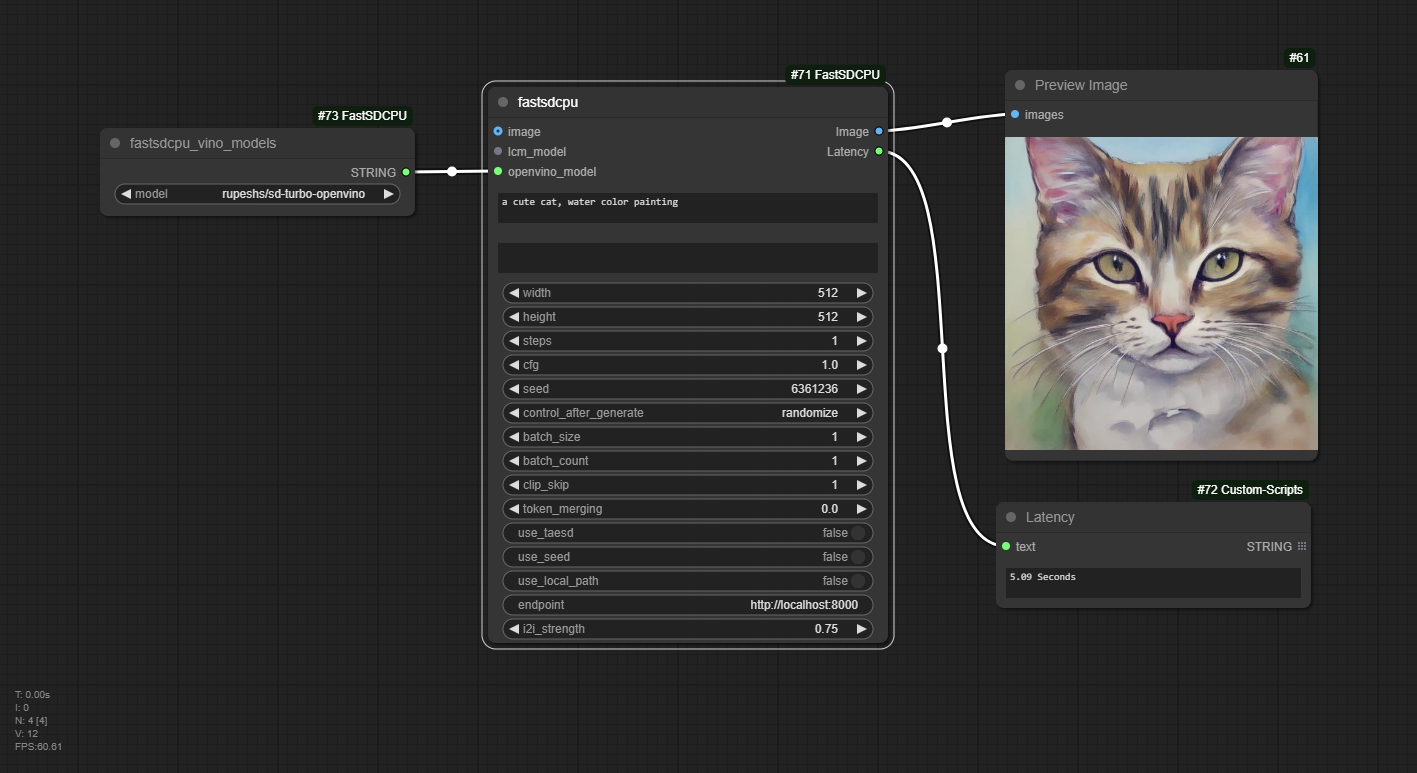 #73 FastSDCPU
fastsdcpu_vino_models
STRING
model rupeshs/sd-turbo-openvino
#71 FastSDCPU
fastsdcpu
image Image
lcm_model Latency
openvino_model
a cute cat, water color painting
width 512
height 512
steps 1
cfg 1.0
seed 6361236
control_after_generate randomize
batch_size 1
batch_count 1
clip_skip 1
token_merging 0.0
use_taesd false
use_seed false
use_local_path false
endpoint http://localhost:8000
i2i_strength 0.75
#61
Preview Image
images
#72 Custom-Scripts
Latency
text STRING
5.09 Seconds
T: 0.00s
I: 0
N: 4 [4]
V: 12
FPS:60.61